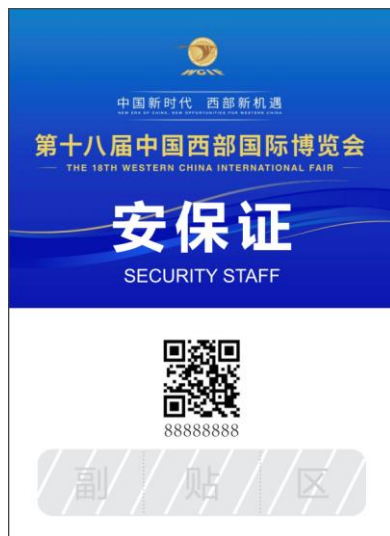 WCIF
中国新时代 西部新机遇
NEW ERA OF CHINA, NEW OPPORTUNITIES FOR WESTERN CHINA
第十八届中国西部国际博览会
THE 18TH WESTERN CHINA INTERNATIONAL FAIR
安保证
SECURITY STAFF
88888888
副 贴 区